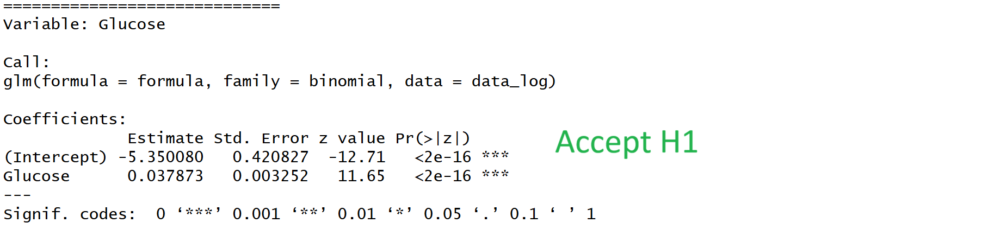 =============================
Variable: Glucose
Call:
glm(formula = formula, family = binomial, data = data_log)
Coefficients:
             Estimate Std. Error z value Pr(>|z|)
(Intercept) -5.350080   0.420827  -12.71   <2e-16 ***
Glucose      0.037873   0.003252   11.65   <2e-16 ***
---
Signif. codes:  0 ‘***’ 0.001 ‘**’ 0.01 ‘*’ 0.05 ‘.’ 0.1 ‘ ’ 1
Accept H1